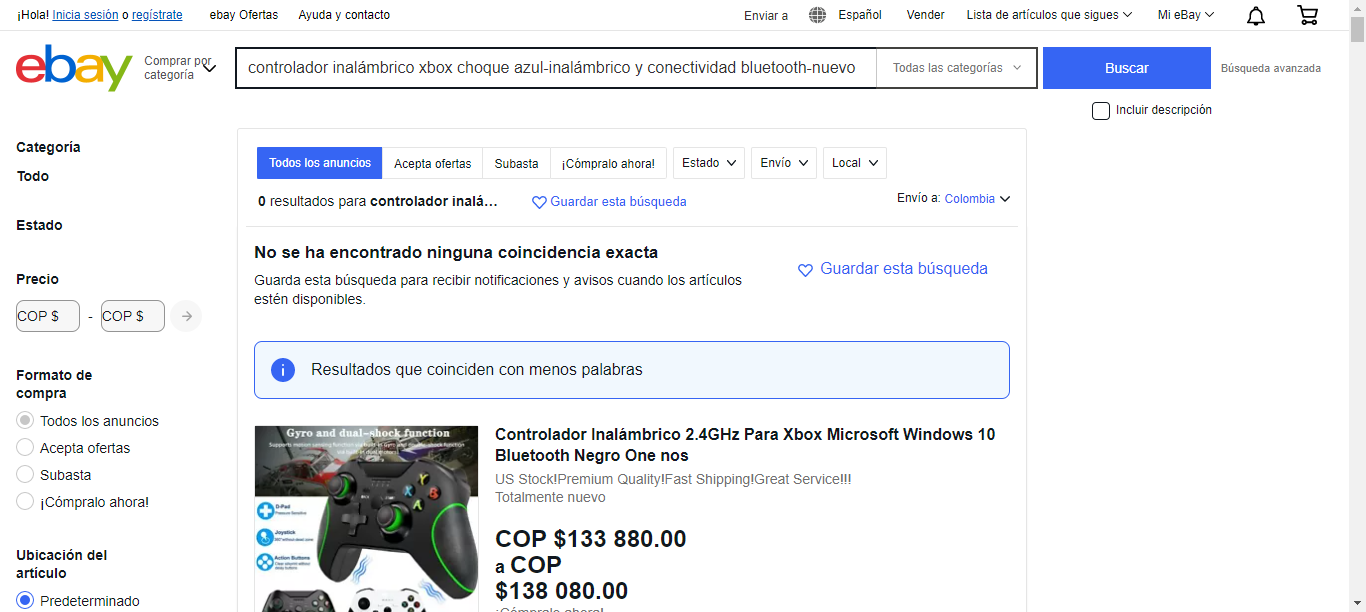 ¡Hola! Inicia sesión o regístrate
ebay Ofertas
Ayuda y contacto
Enviar a
Español
Vender
Lista de artículos que sigues
Mi eBay
ebay
Comprar por
categoría
controlador inalámbrico xbox choque azul-inalámbrico y conectividad bluetooth-nuevo
Todas las categorías
Buscar
Búsqueda avanzada
Incluir descripción
Categoría
Todo
Estado
Precio
COP $ - COP $
Formato de
compra
Todos los anuncios
Acepta ofertas
Subasta
¡Cómpralo ahora!
Ubicación del
artículo
Predeterminado
Todos los anuncios
Acepta ofertas
Subasta
¡Cómpralo ahora!
Estado
Envío
Local
0 resultados para controlador inalá…
Guardar esta búsqueda
Envío a: Colombia
No se ha encontrado ninguna coincidencia exacta
Guarda esta búsqueda para recibir notificaciones y avisos cuando los artículos
estén disponibles.
Guardar esta búsqueda
i
Resultados que coinciden con menos palabras
Gyro and dual-shock function
D-Pad
Joystick
Action Buttons
Y
X
B
A
Controlador Inalámbrico 2.4GHz Para Xbox Microsoft Windows 10
Bluetooth Negro One nos
US Stock!Premium Quality!Fast Shipping!Great Service!!!
Totalmente nuevo
COP $133 880.00
a COP
$138 080.00
¡Cómpralo ahora!